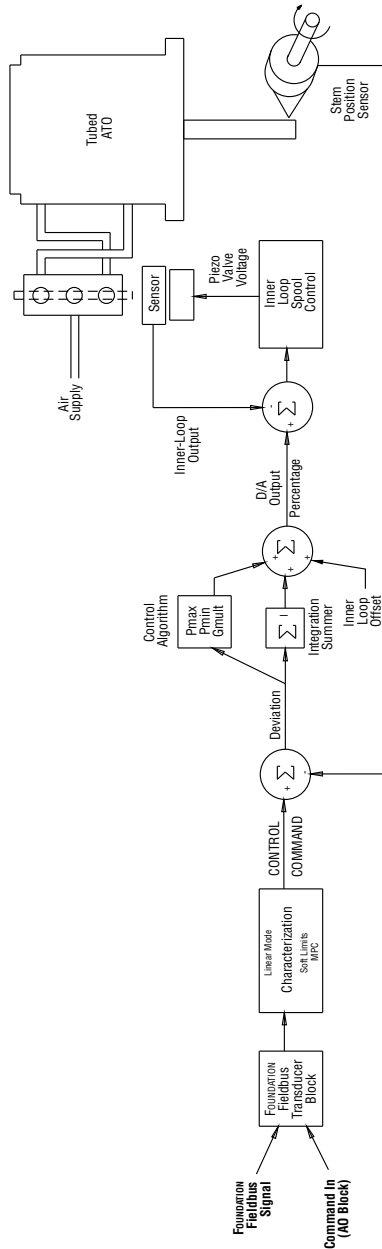 FOUNDATION
Fieldbus
Signal
Command In
(AO Block)
FOUNDATION
Fieldbus
Transducer
Block
Linear Mode
Characterization
Soft Limits
MPC
CONTROL
COMMAND
+
Σ
-
Deviation
Control
Algorithm
Pmax
Pmin
Gmult
Σ I
Integration
Summer
Inner
Loop
Offset
+
Σ
+
+
D/A
Output
Percentage
+
Σ
-
Inner-Loop
Output
Inner
Loop
Spool
Control
Piezo
Valve
Voltage
Sensor
Air
Supply
Tubed
ATO
Stem
Position
Sensor